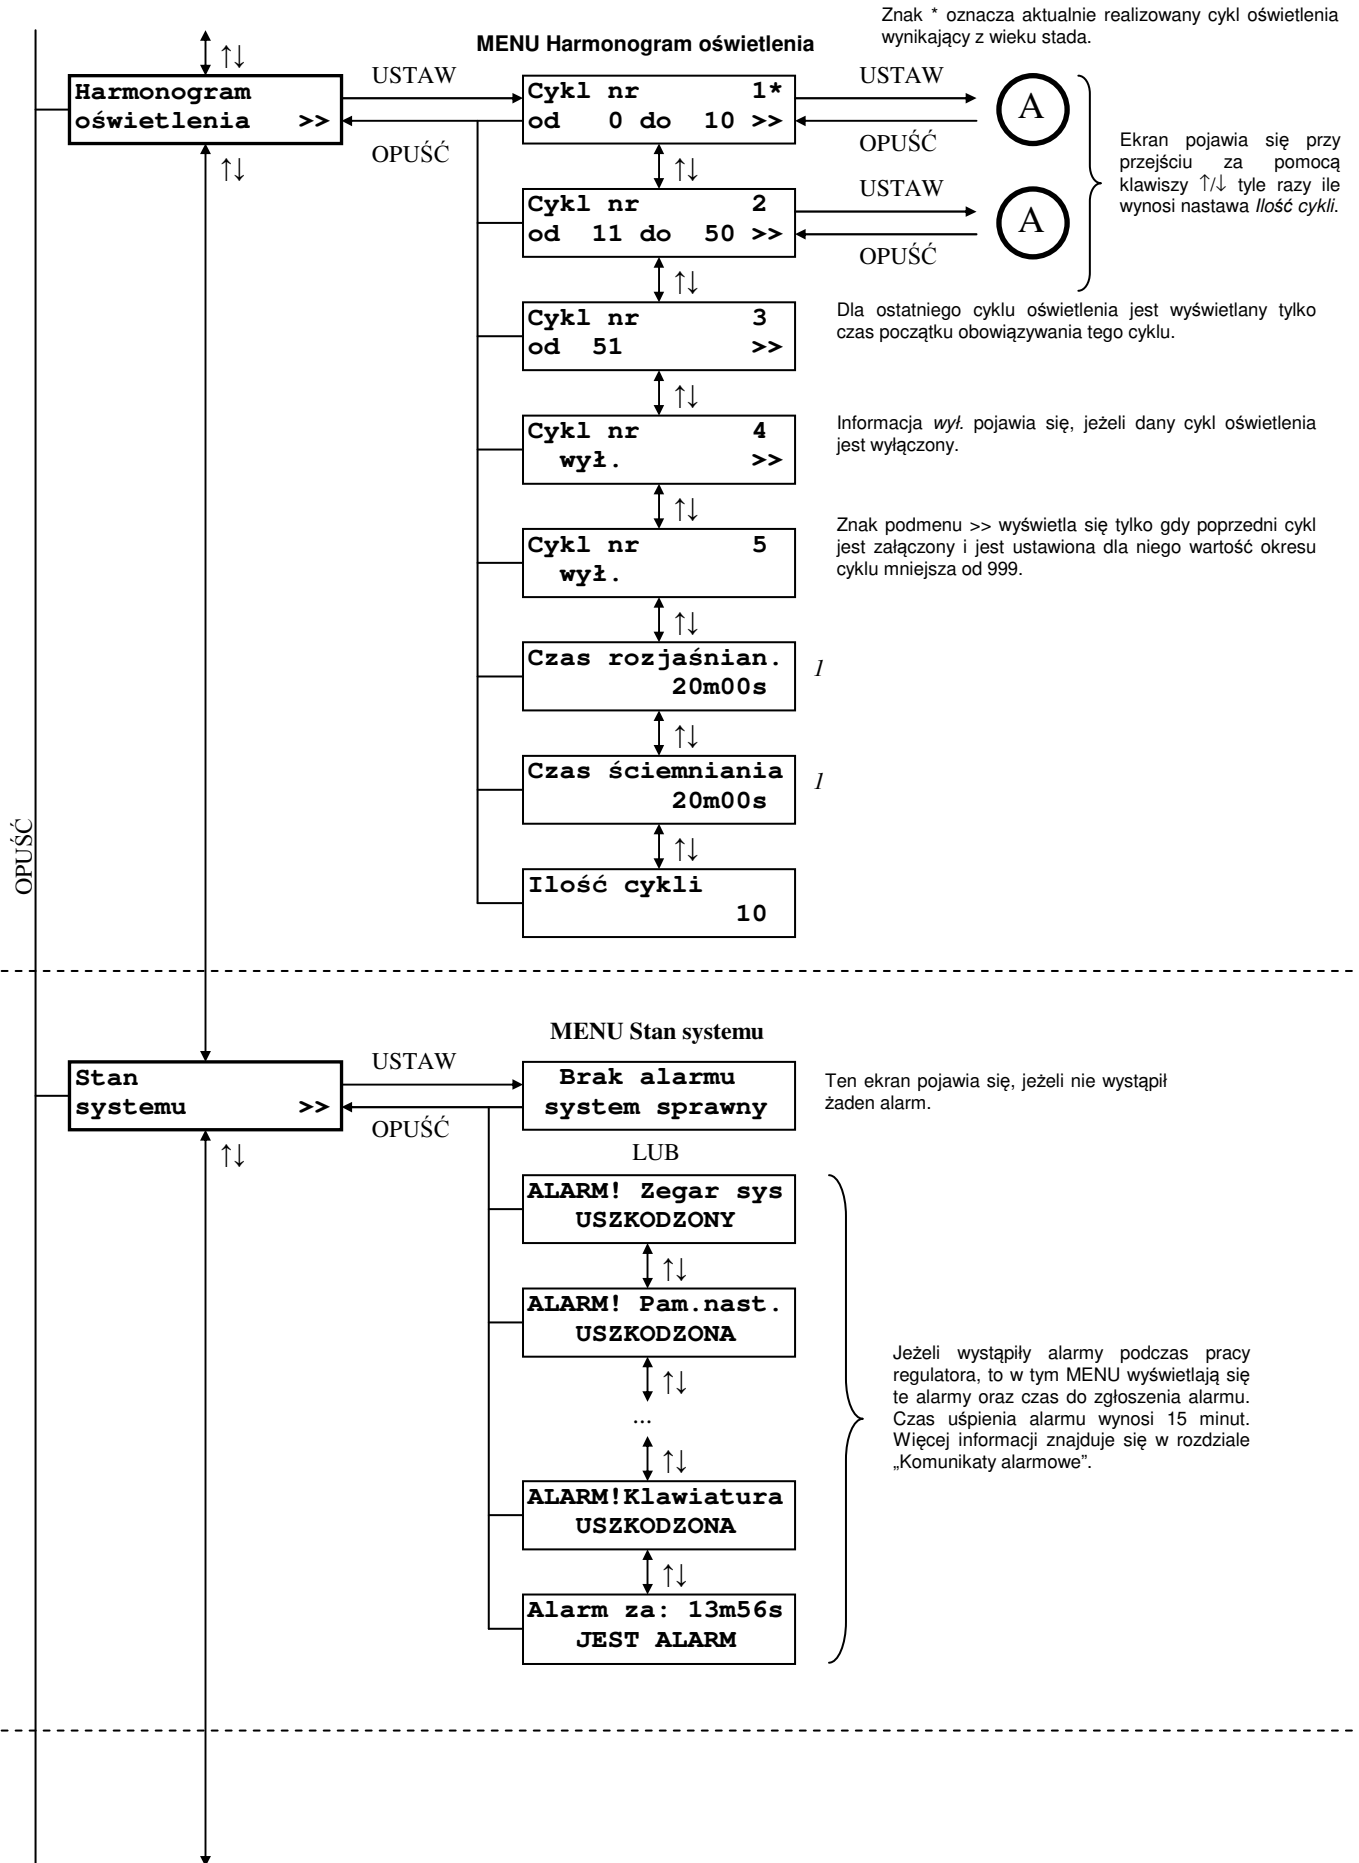 Znak * oznacza aktualnie realizowany cykl oświetlenia
wynikający z wieku stada.
MENU Harmonogram oświetlenia
↑↓
Harmonogram
oświetlenia >>
USTAW
OPUŚĆ
↑↓
Cykl nr 1*
od 0 do 10 >>
USTAW
OPUŚĆ
A
↑↓
Cykl nr 2
od 11 do 50 >>
USTAW
OPUŚĆ
A
Ekran pojawia się przy
przejściu za pomocą
klawiszy ↑/↓ tyle razy ile
wynosi nastawa Ilość cykli.
↑↓
Cykl nr 3
od 51 >>
Dla ostatniego cyklu oświetlenia jest wyświetlany tylko
czas początku obowiązywania tego cyklu.
↑↓
Cykl nr 4
wył. >>
Informacja wył. pojawia się, jeżeli dany cykl oświetlenia
jest wyłączony.
↑↓
Cykl nr 5
wył.
Znak podmenu >> wyświetla się tylko gdy poprzedni cykl
jest załączony i jest ustawiona dla niego wartość okresu
cyklu mniejsza od 999.
↑↓
Czas rozjaśnian.
20m00s
1
↑↓
Czas ściemniania
20m00s
1
↑↓
Ilość cykli
10
OPUŚĆ
MENU Stan systemu
Stan
systemu >>
USTAW
OPUŚĆ
↑↓
Brak alarmu
system sprawny
Ten ekran pojawia się, jeżeli nie wystąpił
żaden alarm.
LUB
ALARM! Zegar sys
USZKODZONY
↑↓
ALARM! Pam.nast.
USZKODZONA
↑↓
...
↑↓
ALARM!Klawiatura
USZKODZONA
↑↓
Alarm za: 13m56s
JEST ALARM
Jeżeli wystąpiły alarmy podczas pracy
regulatora, to w tym MENU wyświetlają się
te alarmy oraz czas do zgłoszenia alarmu.
Czas uśpienia alarmu wynosi 15 minut.
Więcej informacji znajduje się w rozdziale
„Komunikaty alarmowe”.